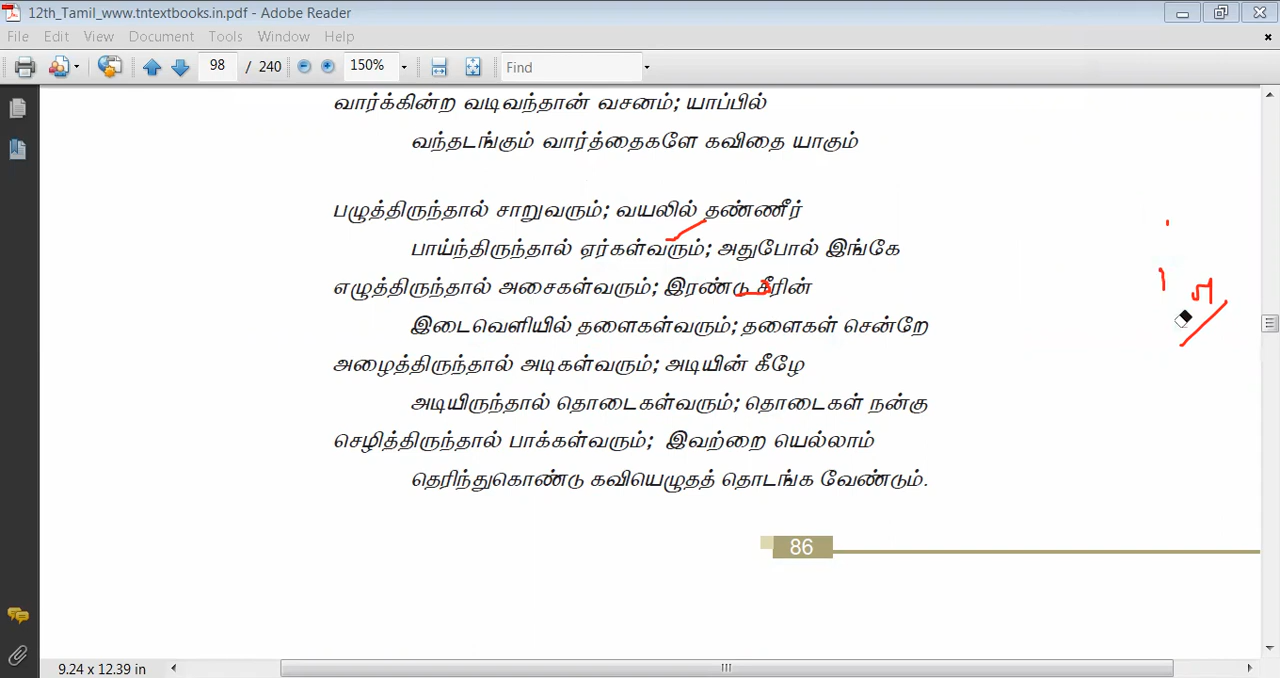 12th_Tamil_www.tntextbooks.in.pdf - Adobe Reader
File Edit View Document Tools Window Help
98 / 240 150% Find
வார்க்கின்ற வடிவந்தான் வசனம்; யாப்பில்
வந்தடங்கும் வார்த்தைகளே கவிதை யாகும்
பழுத்திருந்தால் சாறுவரும்; வயலில் தண்ணீர்
பாய்ந்திருந்தால் ஏர்கள்வரும்; அதுபோல் இங்கே
எழுத்திருந்தால் அசைகள்வரும்; இரண்டு சீரின்
இடைவெளியில் தளைகள்வரும்; தளைகள் சென்றே
அழைத்திருந்தால் அடிகள்வரும்; அடியின் கீழே
அடியிருந்தால் தொடைகள்வரும்; தொடைகள் நன்கு
செழித்திருந்தால் பாக்கள்வரும்; இவற்றை யெல்லாம்
தெரிந்துகொண்டு கவியெழுதத் தொடங்க வேண்டும்.
86
9.24 x 12.39 in